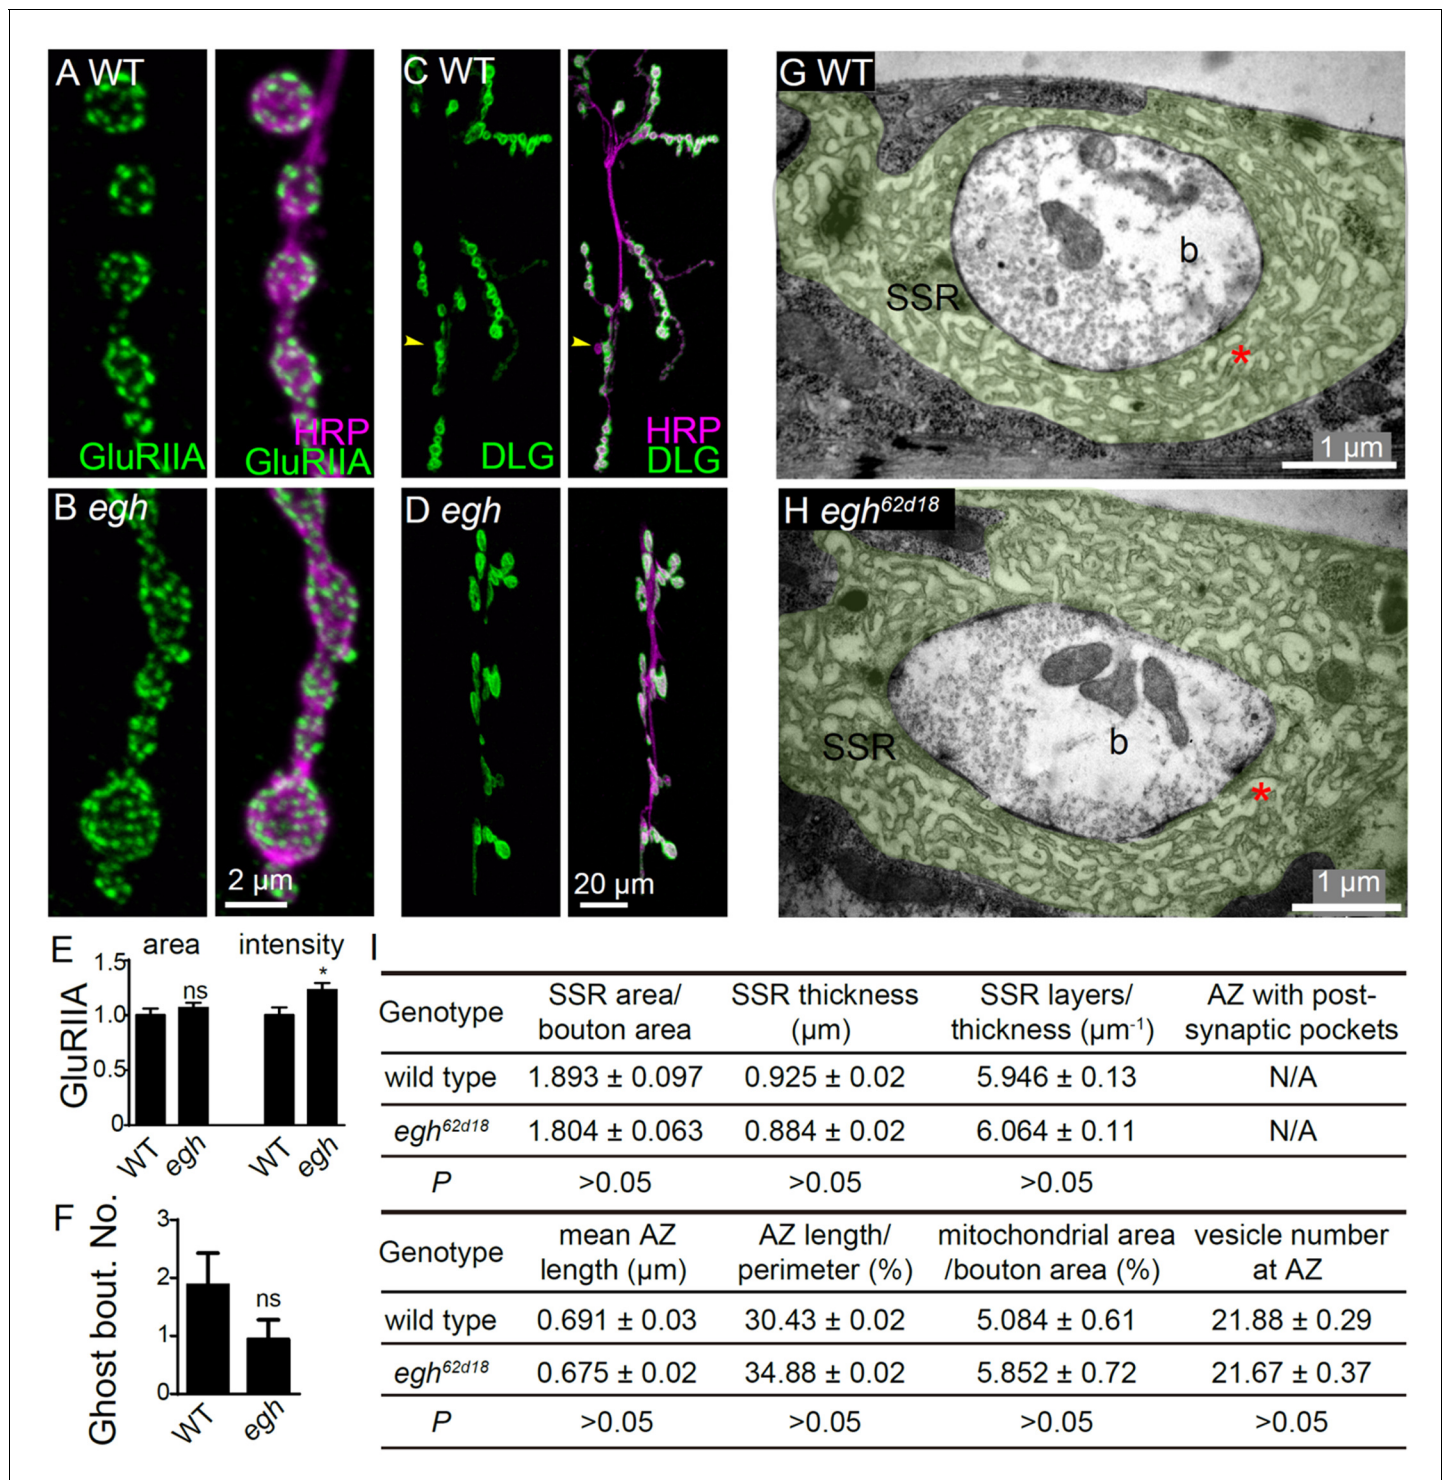 A WT
GluRIIA
HRP
GluRIIA
B egh
2 µm
C WT
DLG
HRP
DLG
D egh
20 µm
G WT
SSR
b
*
1 µm
H egh62d18
SSR
b
*
1 µm
E
area
intensity
GluRIIA
1.5
1.0
0.5
0
ns
*
WT
egh
WT
egh
F
Ghost bout. No.
3
2
1
0
ns
WT
egh
I
Genotype
SSR area/
bouton area
SSR thickness
(µm)
SSR layers/
thickness (µm-1)
AZ with post-
synaptic pockets
wild type 1.893 ± 0.097 0.925 ± 0.02 5.946 ± 0.13 N/A
egh62d18 1.804 ± 0.063 0.884 ± 0.02 6.064 ± 0.11 N/A
P >0.05 >0.05 >0.05
Genotype
mean AZ
length (µm)
AZ length/
perimeter (%)
mitochondrial area
/bouton area (%)
vesicle number
at AZ
wild type 0.691 ± 0.03 30.43 ± 0.02 5.084 ± 0.61 21.88 ± 0.29
egh62d18 0.675 ± 0.02 34.88 ± 0.02 5.852 ± 0.72 21.67 ± 0.37
P >0.05 >0.05 >0.05 >0.05